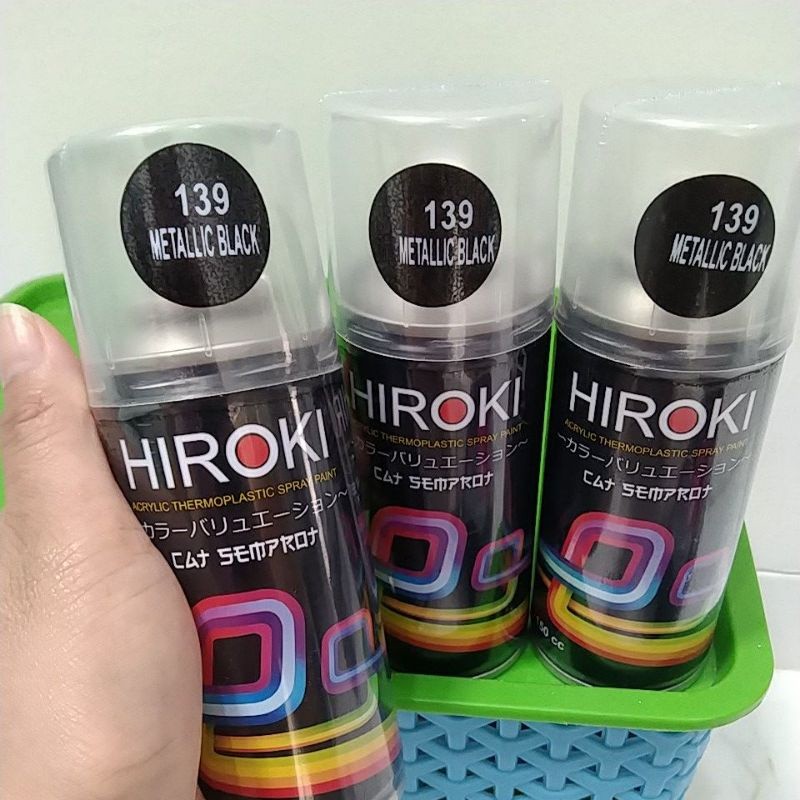 139
METALLIC BLACK
HIROKI
ACRYLIC THERMOPLASTIC SPRAY PAINT
~カラーバリュエーション~
CAT SEMPROT
139
METALLIC BLACK
HIROKI
ACRYLIC THERMOPLASTIC SPRAY PAINT
~カラーバリュエーション~
CAT SEMPROT
139
METALLIC BLACK
HIROKI
ACRYLIC THERMOPLASTIC SPRAY PAINT
~カラーバリュエーション~
CAT SEMPROT
150 cc